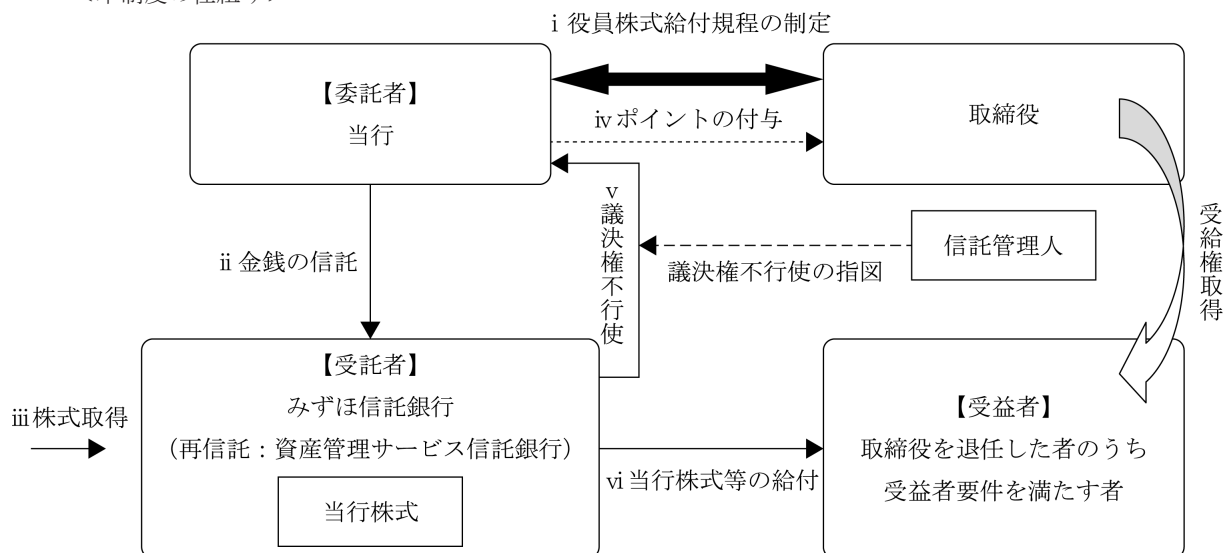 ⅰ 役員株式給付規程の制定
【委託者】
当行
取締役
ⅳポイントの付与
ⅴ議決権不行使
信託管理人
議決権不行使の指図
受給権取得
ⅱ 金銭の信託
【受託者】
みずほ信託銀行
(再信託:資産管理サービス信託銀行)
当行株式
ⅲ株式取得
ⅵ当行株式等の給付
【受益者】
取締役を退任した者のうち
受益者要件を満たす者